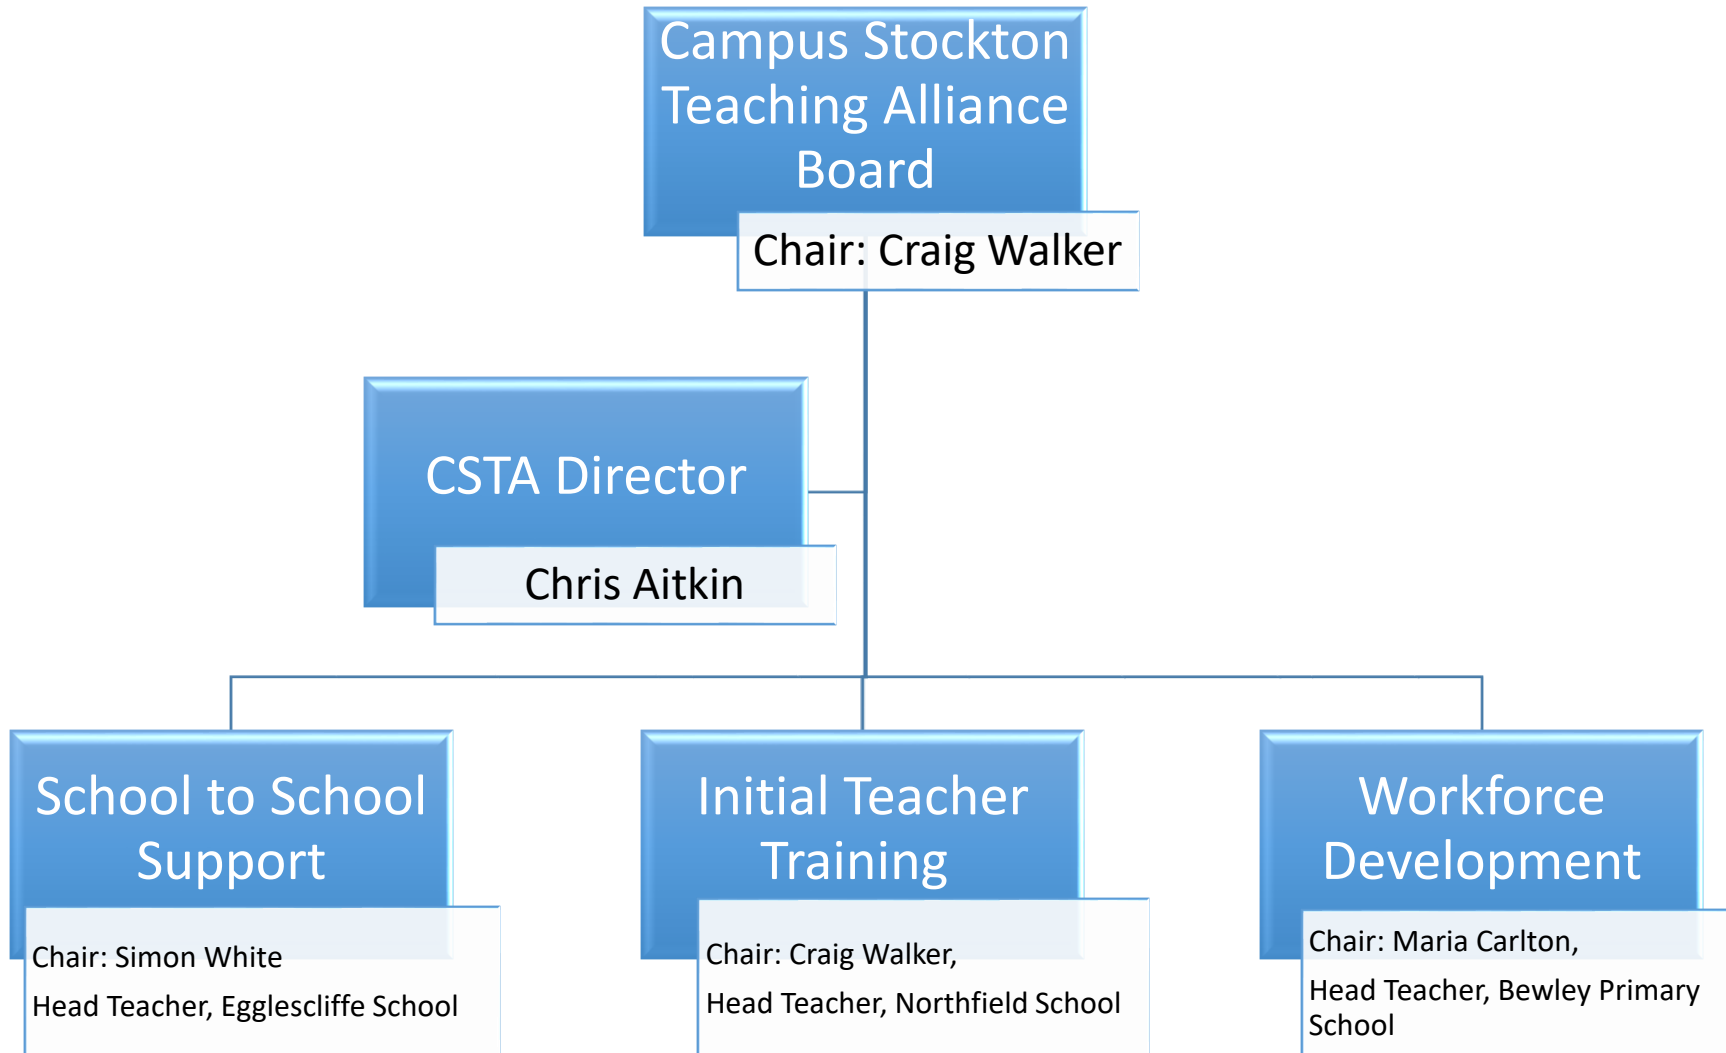 Campus Stockton
Teaching Alliance
Board
Chair: Craig Walker
CSTA Director
Chris Aitkin
School to School
Support
Chair: Simon White
Head Teacher, Egglescliffe School
Initial Teacher
Training
Chair: Craig Walker,
Head Teacher, Northfield School
Workforce
Development
Chair: Maria Carlton,
Head Teacher, Bewley Primary
School